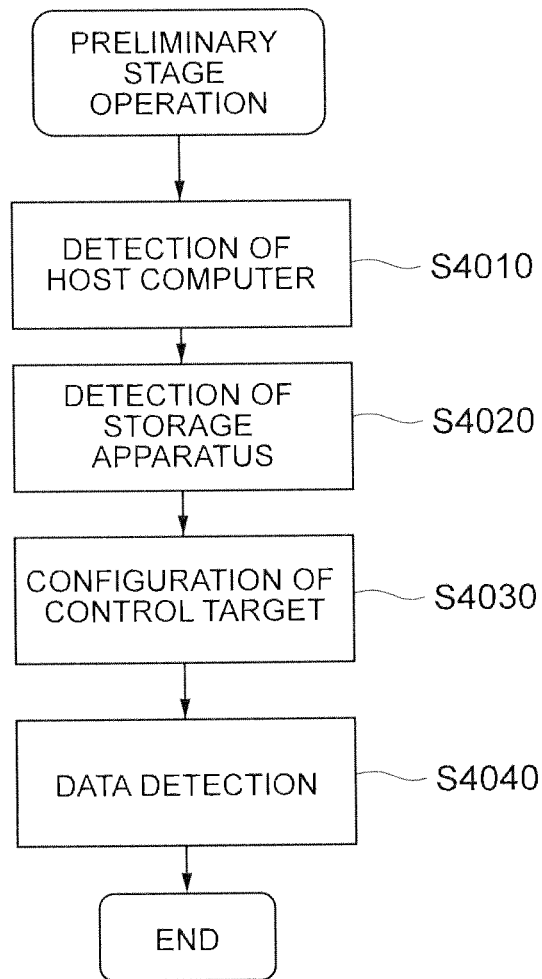 PRELIMINARY
STAGE
OPERATION
DETECTION OF
HOST COMPUTER
S4010
DETECTION OF
STORAGE
APPARATUS
S4020
CONFIGURATION OF
CONTROL TARGET
S4030
DATA DETECTION
S4040
END